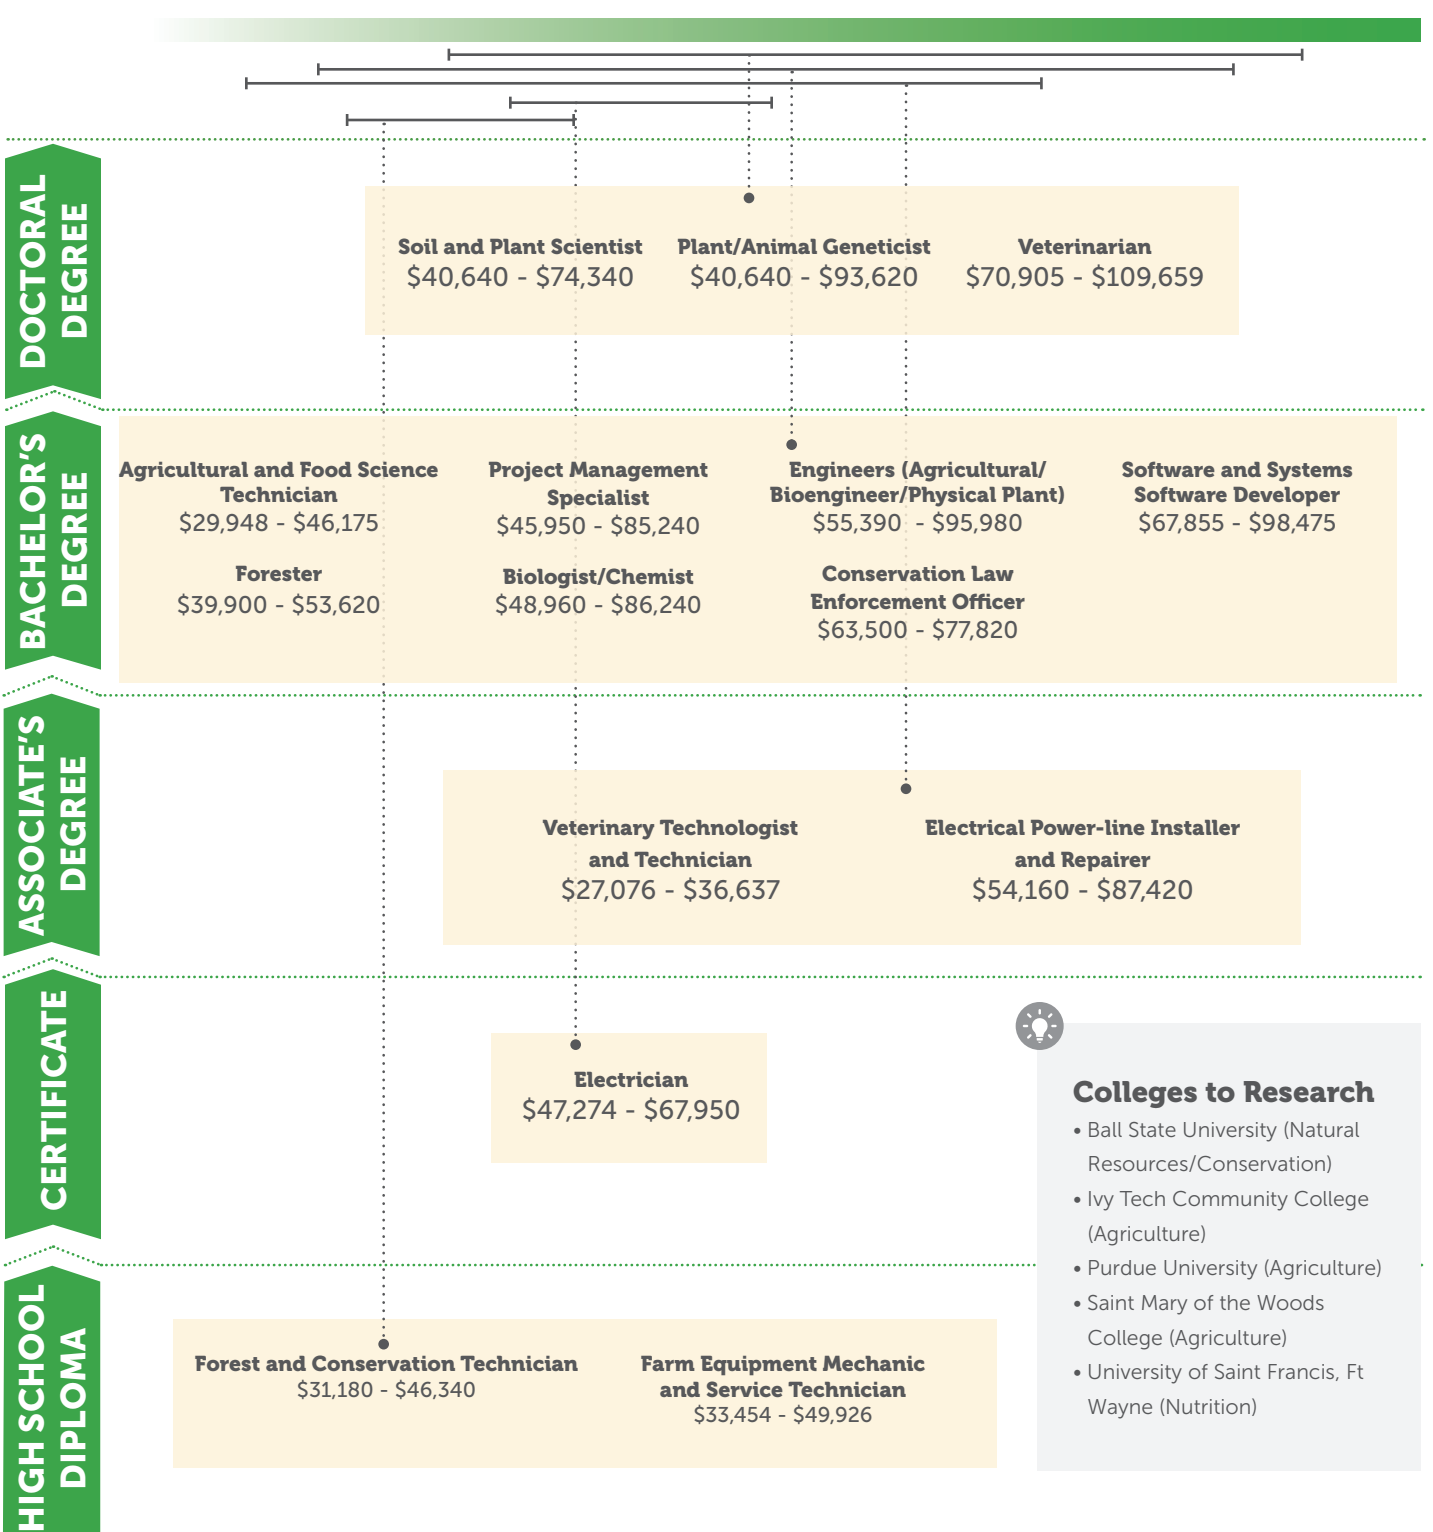 DOCTORAL
DEGREE
Soil and Plant Scientist
$40,640 - $74,340
Plant/Animal Geneticist
$40,640 - $93,620
Veterinarian
$70,905 - $109,659
BACHELOR'S
DEGREE
Agricultural and Food Science
Technician
$29,948 - $46,175
Project Management
Specialist
$45,950 - $85,240
Engineers (Agricultural/
Bioengineer/Physical Plant)
$55,390 - $95,980
Software and Systems
Software Developer
$67,855 - $98,475
Forester
$39,900 - $53,620
Biologist/Chemist
$48,960 - $86,240
Conservation Law
Enforcement Officer
$63,500 - $77,820
ASSOCIATE'S
DEGREE
Veterinary Technologist
and Technician
$27,076 - $36,637
Electrical Power-line Installer
and Repairer
$54,160 - $87,420
CERTIFICATE
Electrician
$47,274 - $67,950
HIGH SCHOOL
DIPLOMA
Forest and Conservation Technician
$31,180 - $46,340
Farm Equipment Mechanic
and Service Technician
$33,454 - $49,926
Colleges to Research
• Ball State University (Natural
Resources/Conservation)
• Ivy Tech Community College
(Agriculture)
• Purdue University (Agriculture)
• Saint Mary of the Woods
College (Agriculture)
• University of Saint Francis, Ft
Wayne (Nutrition)